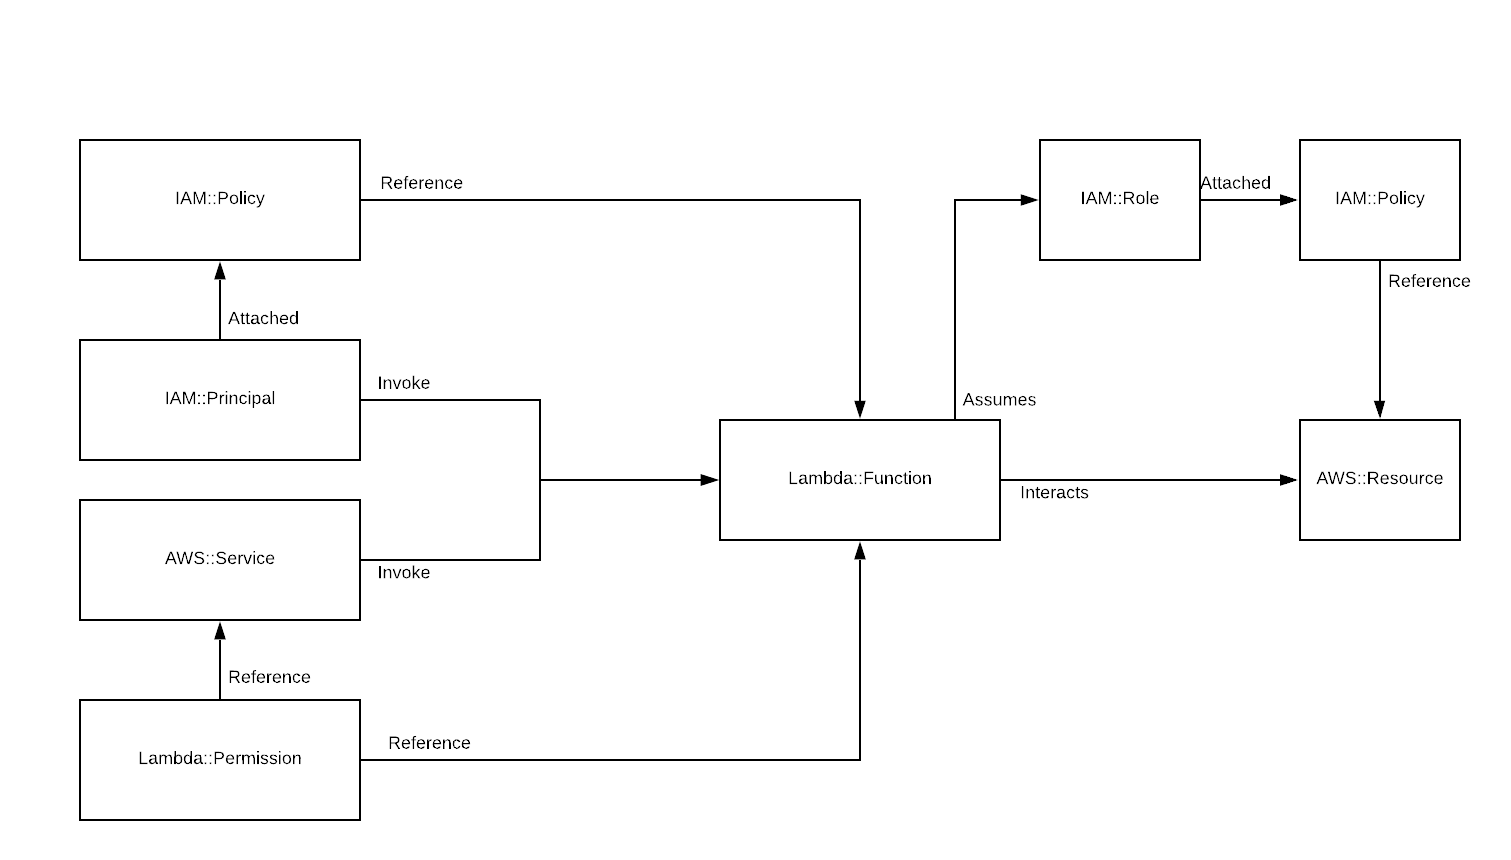 IAM::Policy
Reference
IAM::Role
Attached
IAM::Policy
Reference
Attached
IAM::Principal
Invoke
Assumes
Lambda::Function
Interacts
AWS::Resource
AWS::Service
Invoke
Reference
Lambda::Permission
Reference